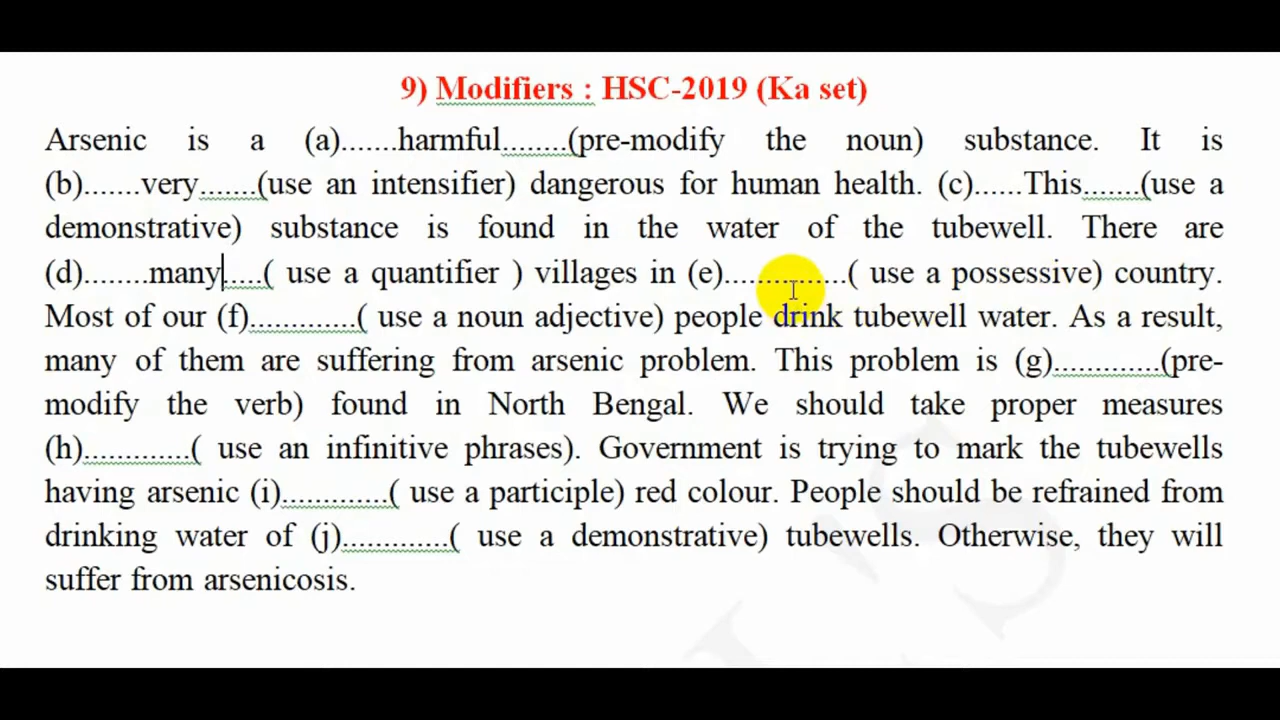 9) Modifiers : HSC-2019 (Ka set)
Arsenic is a (a).......harmful........(pre-modify the noun) substance. It is
(b).......very.......(use an intensifier) dangerous for human health. (c)......This.......(use a
demonstrative) substance is found in the water of the tubewell. There are
(d)........many.....( use a quantifier ) villages in (e)..............( use a possessive) country.
Most of our (f).............( use a noun adjective) people drink tubewell water. As a result,
many of them are suffering from arsenic problem. This problem is (g).............(pre-
modify the verb) found in North Bengal. We should take proper measures
(h).............( use an infinitive phrases). Government is trying to mark the tubewells
having arsenic (i).............( use a participle) red colour. People should be refrained from
drinking water of (j).............( use a demonstrative) tubewells. Otherwise, they will
suffer from arsenicosis.